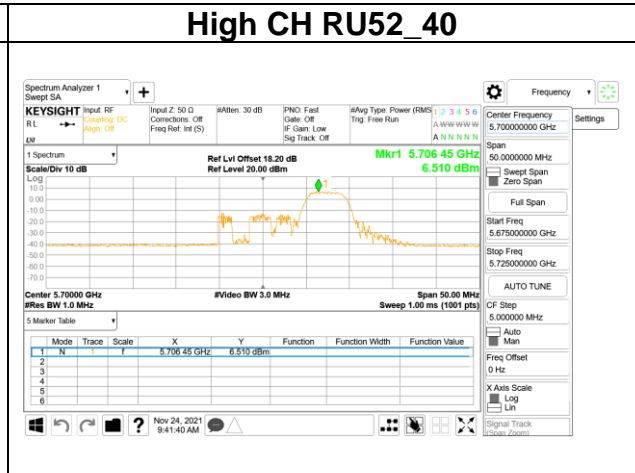 High CH RU52_40
Spectrum Analyzer 1
Swept SA
Frequency
Settings
KEYSIGHT
RL
Input: RF
Coupling: DC
Align: Off
Input Z: 50 Ω
Corrections: Off
Freq Ref: Int (S)
#Atten: 30 dB
PNO: Fast
Gate: Off
IF Gain: Low
Sig Track: Off
#Avg Type: Power (RMS
Trig: Free Run
1 2 3 4 5 6
A W W W W W
A N N N N N
1 Spectrum
Scale/Div 10 dB
Ref Lvl Offset 18.20 dB
Ref Level 20.00 dBm
Mkr1 5.706 45 GHz
6.510 dBm
Log
10.0
0.00
-10.0
-20.0
-30.0
-40.0
-50.0
-60.0
-70.0
1
Center 5.70000 GHz
#Res BW 1.0 MHz
#Video BW 3.0 MHz
Span 50.00 MHz
Sweep 1.00 ms (1001 pts)
5 Marker Table
Mode Trace Scale X Y Function Function Width Function Value
1 N 1 f 5.706 45 GHz 6.510 dBm
2
3
4
5
6
Center Frequency
5.700000000 GHz
Span
50.0000000 MHz
Swept Span
Zero Span
Full Span
Start Freq
5.675000000 GHz
Stop Freq
5.725000000 GHz
AUTO TUNE
CF Step
5.000000 MHz
Auto
Man
Freq Offset
0 Hz
X Axis Scale
Log
Lin
Signal Track
(Span Zoom)
?
Nov 24, 2021
9:41:40 AM